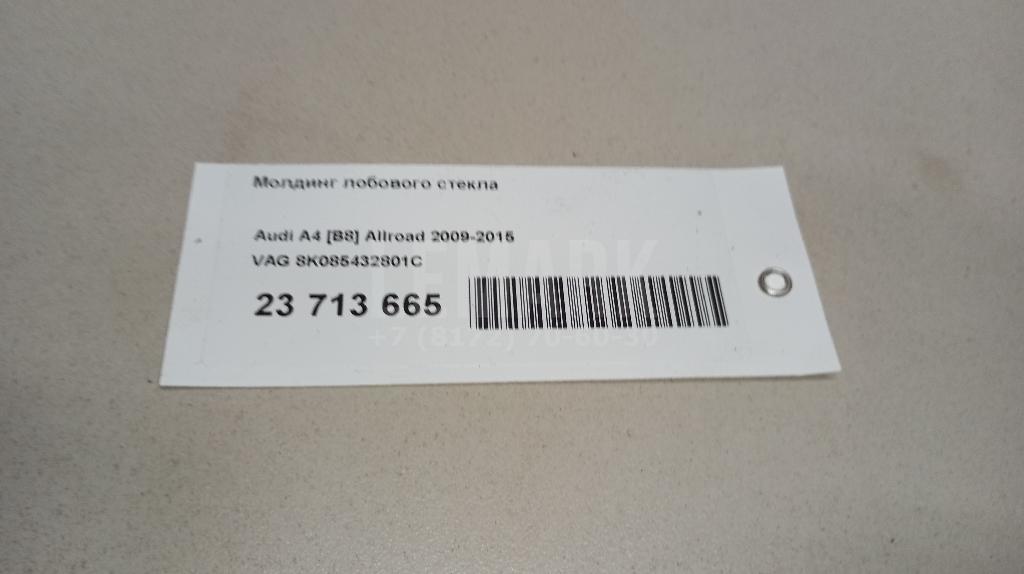 Молдинг лобового стекла
Audi A4 [B8] Allroad 2009-2015
VAG 8K085432801C
23 713 665